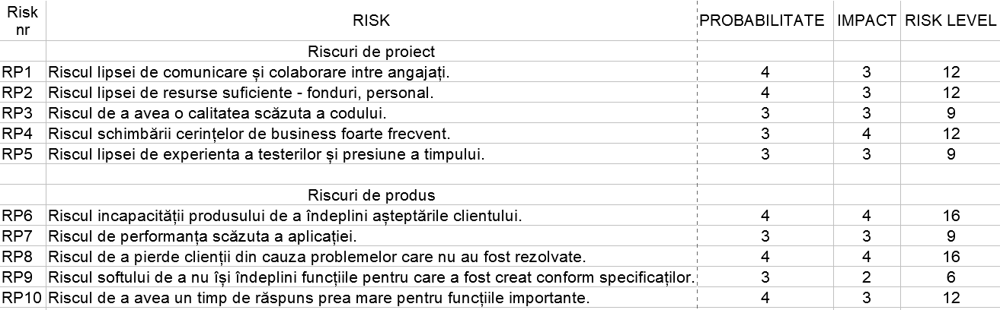 Risk nr RISK PROBABILITATE IMPACT RISK LEVEL
Riscuri de proiect
RP1 Riscul lipsei de comunicare și colaborare intre angajați. 4 3 12
RP2 Riscul lipsei de resurse suficiente - fonduri, personal. 4 3 12
RP3 Riscul de a avea o calitatea scăzuta a codului. 3 3 9
RP4 Riscul schimbării cerințelor de business foarte frecvent. 3 4 12
RP5 Riscul lipsei de experienta a testerilor și presiune a timpului. 3 3 9
Riscuri de produs
RP6 Riscul incapacității produsului de a îndeplini așteptările clientului. 4 4 16
RP7 Riscul de performanța scăzuta a aplicației. 3 3 9
RP8 Riscul de a pierde clienții din cauza problemelor care nu au fost rezolvate. 4 4 16
RP9 Riscul softului de a nu își îndeplini funcțiile pentru care a fost creat conform specificaților. 3 2 6
RP10 Riscul de a avea un timp de răspuns prea mare pentru funcțiile importante. 4 3 12